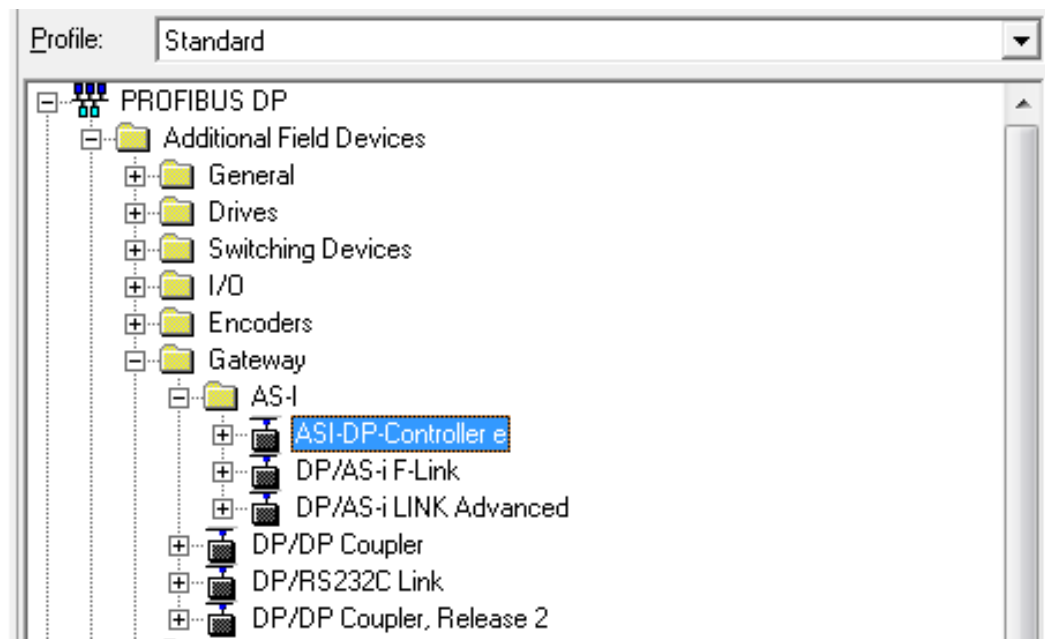 Profile: Standard
PROFIBUS DP
Additional Field Devices
General
Drives
Switching Devices
I/O
Encoders
Gateway
AS-I
ASI-DP-Controller e
DP/AS-i F-Link
DP/AS-i LINK Advanced
DP/DP Coupler
DP/RS232C Link
DP/DP Coupler, Release 2